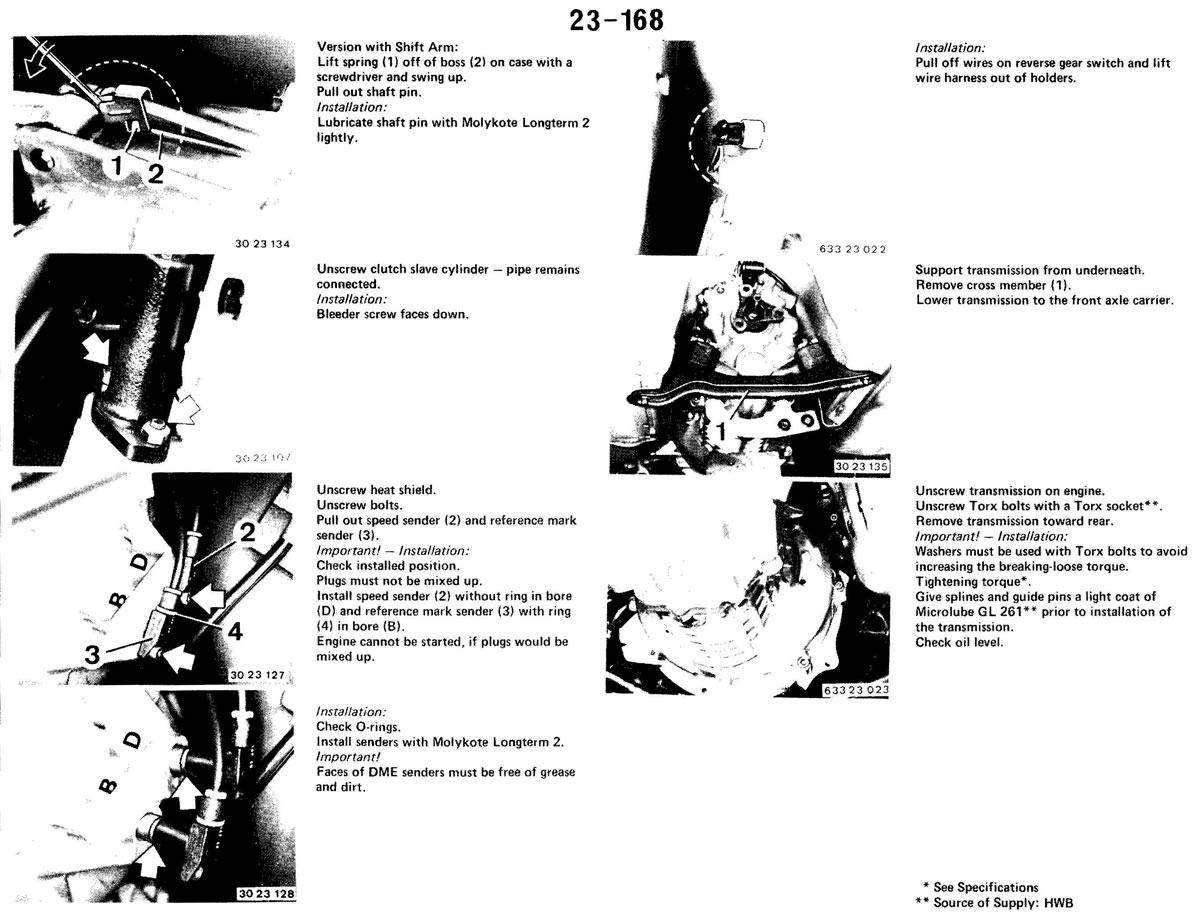 23-168
Version with Shift Arm:
Lift spring (1) off of boss (2) on case with a
screwdriver and swing up.
Pull out shaft pin.
Installation:
Lubricate shaft pin with Molykote Longterm 2
lightly.
1
2
30 23 134
Unscrew clutch slave cylinder – pipe remains
connected.
Installation:
Bleeder screw faces down.
30 23 107
Unscrew heat shield.
Unscrew bolts.
Pull out speed sender (2) and reference mark
sender (3).
Important! – Installation:
Check installed position.
Plugs must not be mixed up.
Install speed sender (2) without ring in bore
(D) and reference mark sender (3) with ring
(4) in bore (B).
Engine cannot be started, if plugs would be
mixed up.
D
B
2
4
3
30 23 127
Installation:
Check O-rings.
Install senders with Molykote Longterm 2.
Important!
Faces of DME senders must be free of grease
and dirt.
D
B
30 23 128
Installation:
Pull off wires on reverse gear switch and lift
wire harness out of holders.
633 23 022
Support transmission from underneath.
Remove cross member (1).
Lower transmission to the front axle carrier.
1
30 23 135
Unscrew transmission on engine.
Unscrew Torx bolts with a Torx socket**.
Remove transmission toward rear.
Important! – Installation:
Washers must be used with Torx bolts to avoid
increasing the breaking-loose torque.
Tightening torque*.
Give splines and guide pins a light coat of
Microlube GL 261** prior to installation of
the transmission.
Check oil level.
633 23 023
* See Specifications
** Source of Supply: HWB